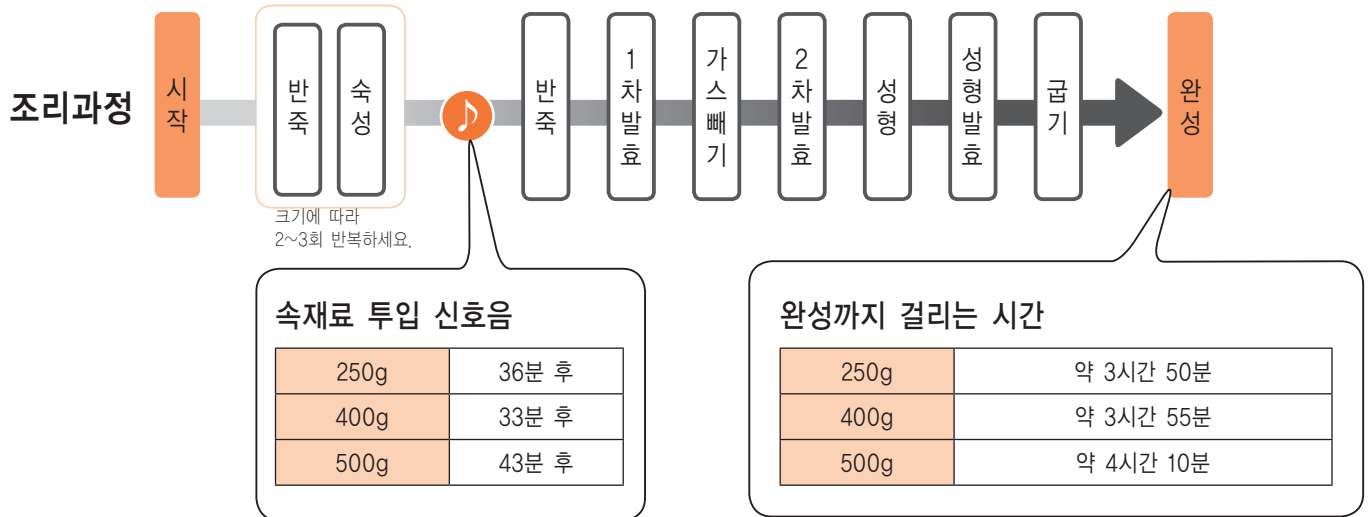 조리과정
시작
반죽
숙성
크기에 따라
2~3회 반복하세요.
반죽
1차발효
가스빼기
2차발효
성형
성형발효
굽기
완성
속재료 투입 신호음
250g 36분 후
400g 33분 후
500g 43분 후
완성까지 걸리는 시간
250g 약 3시간 50분
400g 약 3시간 55분
500g 약 4시간 10분